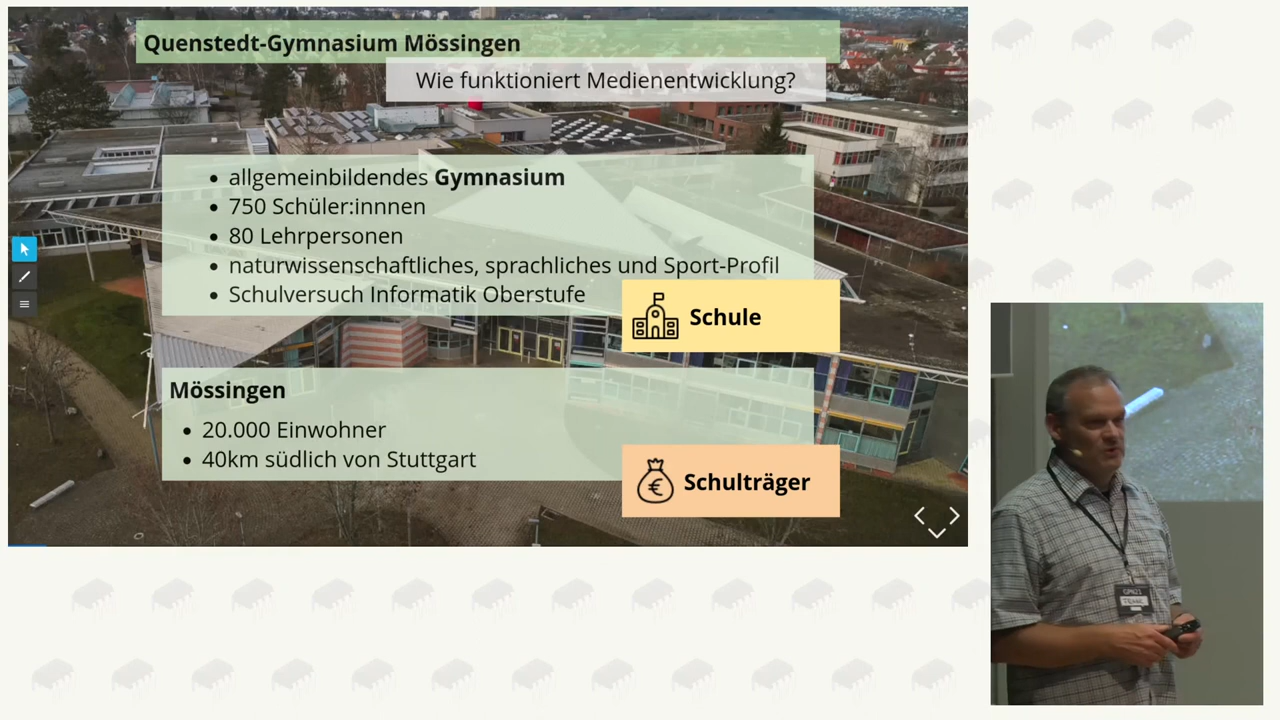 Quenstedt-Gymnasium Mössingen
Wie funktioniert Medienentwicklung?
allgemeinbildendes Gymnasium
750 Schüler:innnen
80 Lehrpersonen
naturwissenschaftliches, sprachliches und Sport-Profil
Schulversuch Informatik Oberstufe
Schule
Mössingen
20.000 Einwohner
40km südlich von Stuttgart
Schulträger